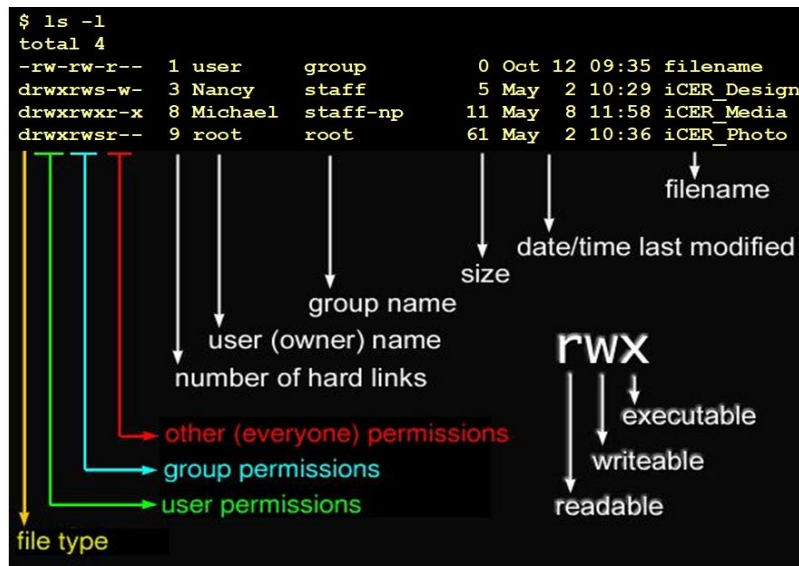 $ ls -l
total 4
-rw-rw-r-- 1 user group 0 Oct 12 09:35 filename
drwxrws-w- 3 Nancy staff 5 May 2 10:29 iCER_Design
drwxrwxr-x 8 Michael staff-np 11 May 8 11:58 iCER_Media
drwxrwsr-- 9 root root 61 May 2 10:36 iCER_Photo
filename
date/time last modified
size
group name
user (owner) name
number of hard links
rwx
executable
writeable
readable
other (everyone) permissions
group permissions
user permissions
file type